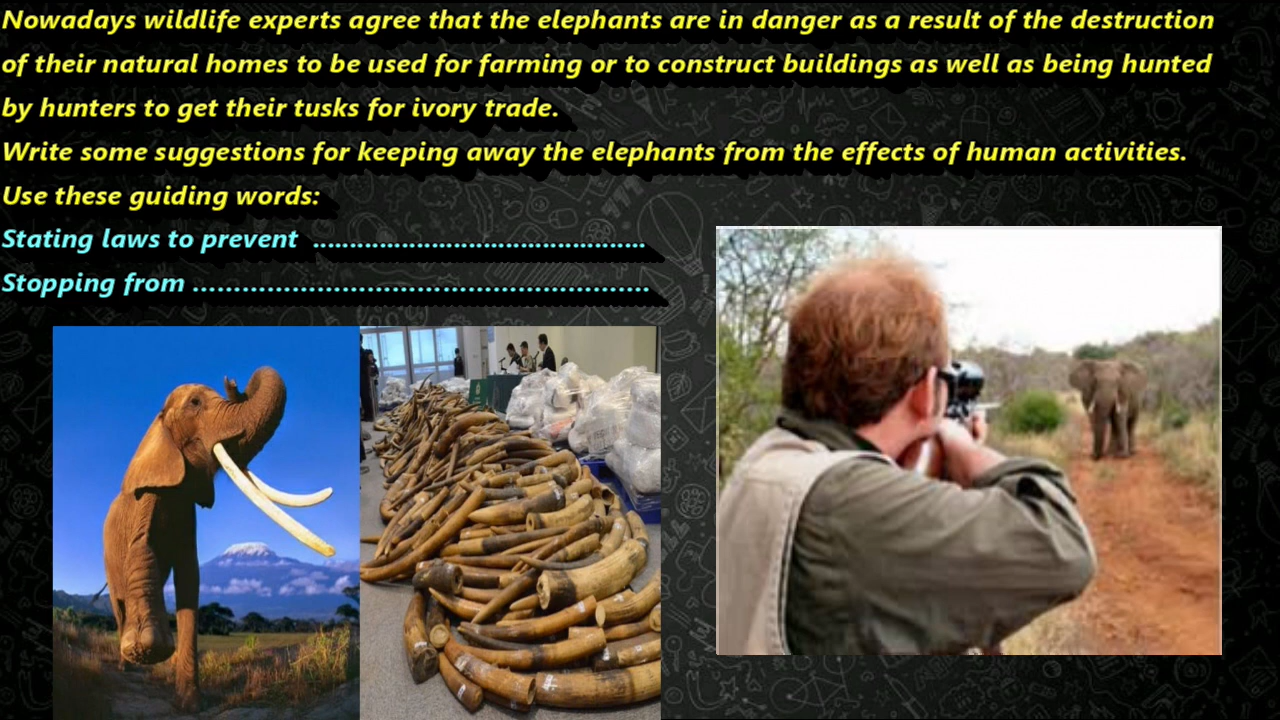 Nowadays wildlife experts agree that the elephants are in danger as a result of the destruction
of their natural homes to be used for farming or to construct buildings as well as being hunted
by hunters to get their tusks for ivory trade.
Write some suggestions for keeping away the elephants from the effects of human activities.
Use these guiding words:
Stating laws to prevent .............................................
Stopping from .......................................................